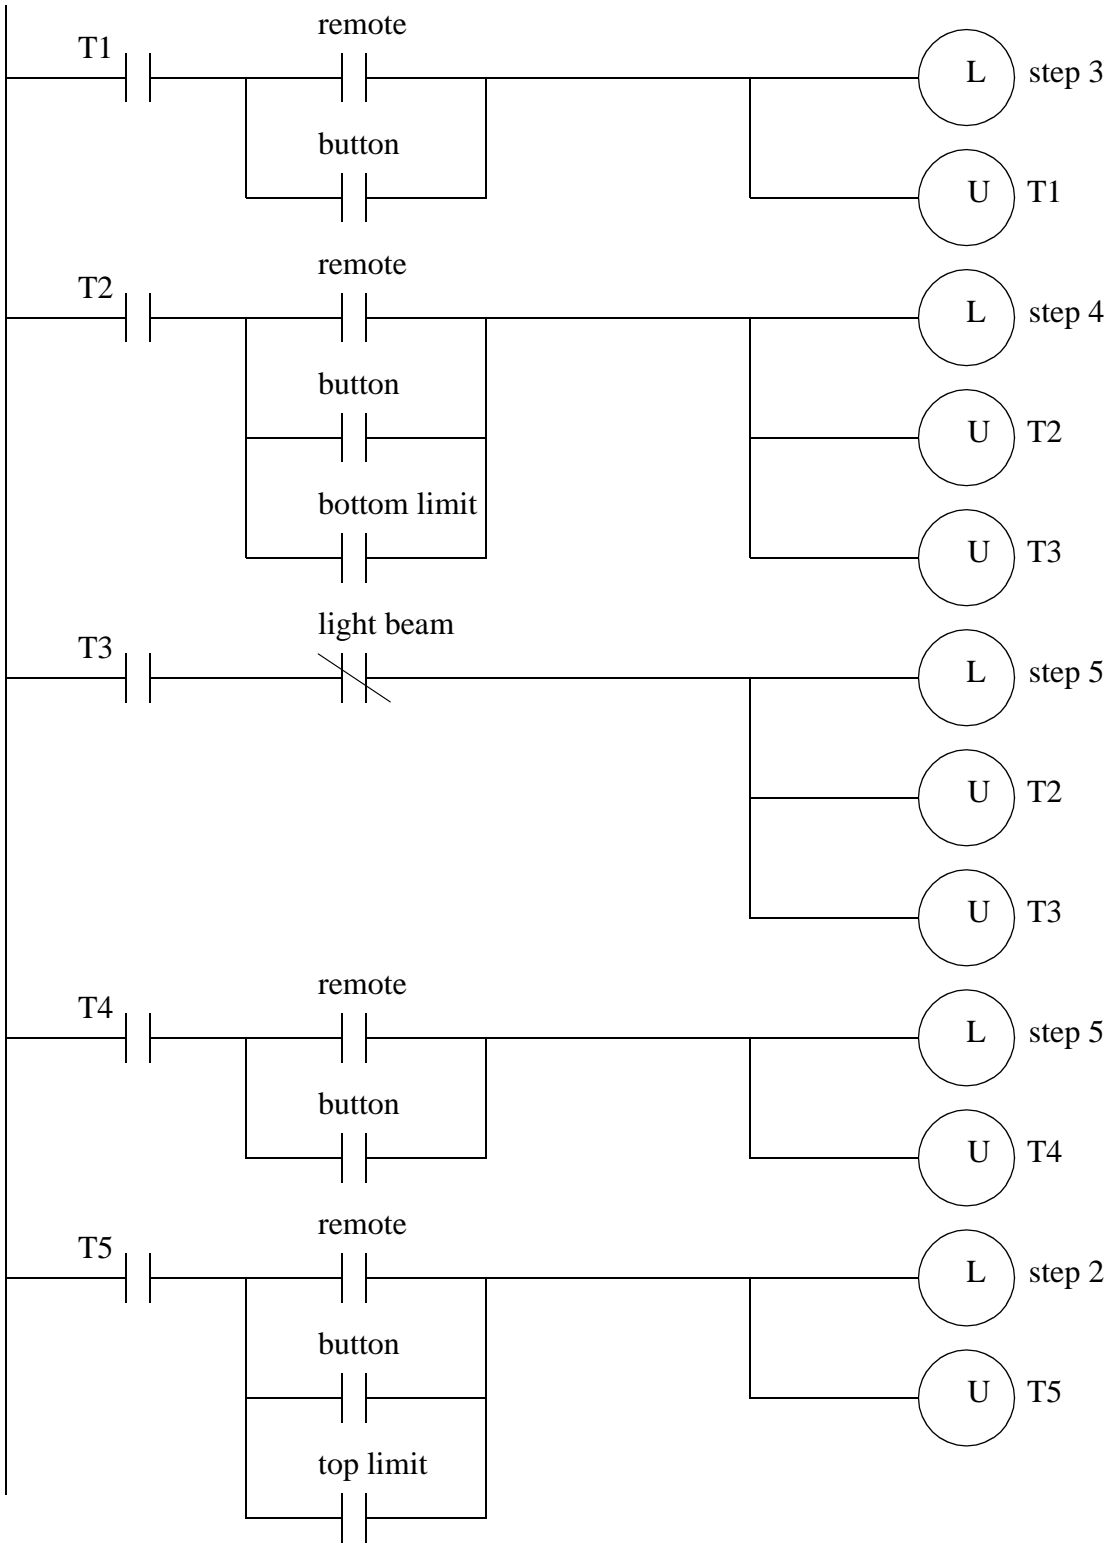 remote
T1
L step 3
button
U T1
remote
T2
L step 4
button
U T2
bottom limit
U T3
light beam
T3
L step 5
U T2
U T3
remote
T4
L step 5
button
U T4
remote
T5
L step 2
button
U T5
top limit